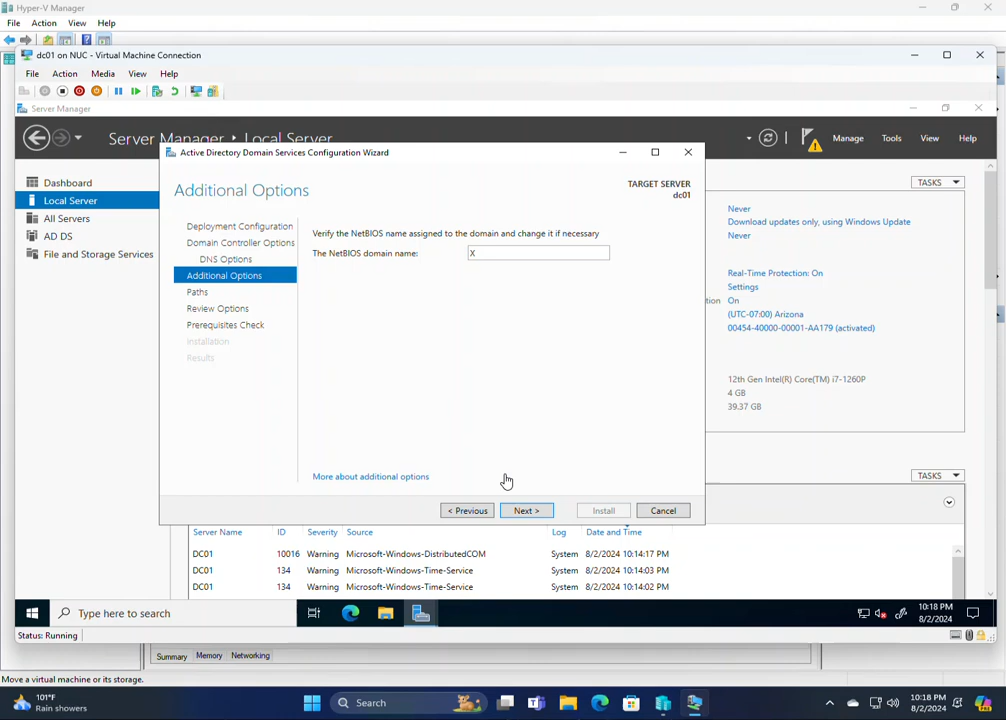 Hyper-V Manager
File Action View Help
dc01 on NUC - Virtual Machine Connection
File Action Media View Help
Server Manager
Server Manager ▸ Local Server
Manage Tools View Help
Dashboard
Local Server
All Servers
AD DS
File and Storage Services
TASKS
Never
Download updates only, using Windows Update
Never
Real-Time Protection: On
Settings
On
(UTC-07:00) Arizona
00454-40000-00001-AA179 (activated)
12th Gen Intel(R) Core(TM) i7-1260P
4 GB
39.37 GB
TASKS
Active Directory Domain Services Configuration Wizard
Additional Options
TARGET SERVER
dc01
Deployment Configuration
Domain Controller Options
DNS Options
Additional Options
Paths
Review Options
Prerequisites Check
Installation
Results
Verify the NetBIOS name assigned to the domain and change it if necessary
The NetBIOS domain name: X
More about additional options
< Previous Next > Install Cancel
Server Name ID Severity Source Log Date and Time
DC01 10016 Warning Microsoft-Windows-DistributedCOM System 8/2/2024 10:14:17 PM
DC01 134 Warning Microsoft-Windows-Time-Service System 8/2/2024 10:14:03 PM
DC01 134 Warning Microsoft-Windows-Time-Service System 8/2/2024 10:14:02 PM
Type here to search
10:18 PM
8/2/2024
Status: Running
Summary Memory Networking
Move a virtual machine or its storage.
101°F
Rain showers
Search
10:18 PM
8/2/2024